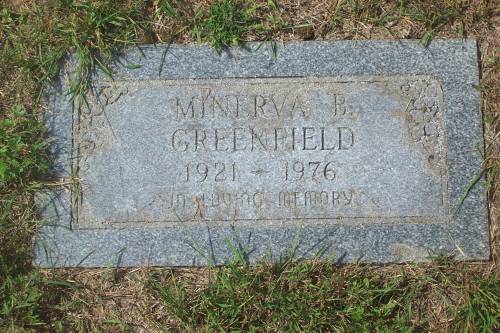 MINERVA B.
GREENFIELD
1921 - 1976
IN LOVING MEMORY